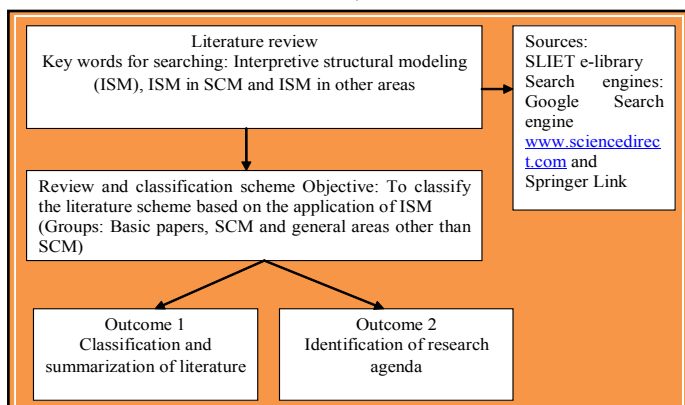 Literature review
Key words for searching: Interpretive structural modeling
(ISM), ISM in SCM and ISM in other areas
Sources:
SLIET e-library
Search engines:
Google Search
engine
www.sciencedirec
t.com and
Springer Link
Review and classification scheme Objective: To classify
the literature scheme based on the application of ISM
(Groups: Basic papers, SCM and general areas other than
SCM)
Outcome 1
Classification and
summarization of literature
Outcome 2
Identification of research
agenda